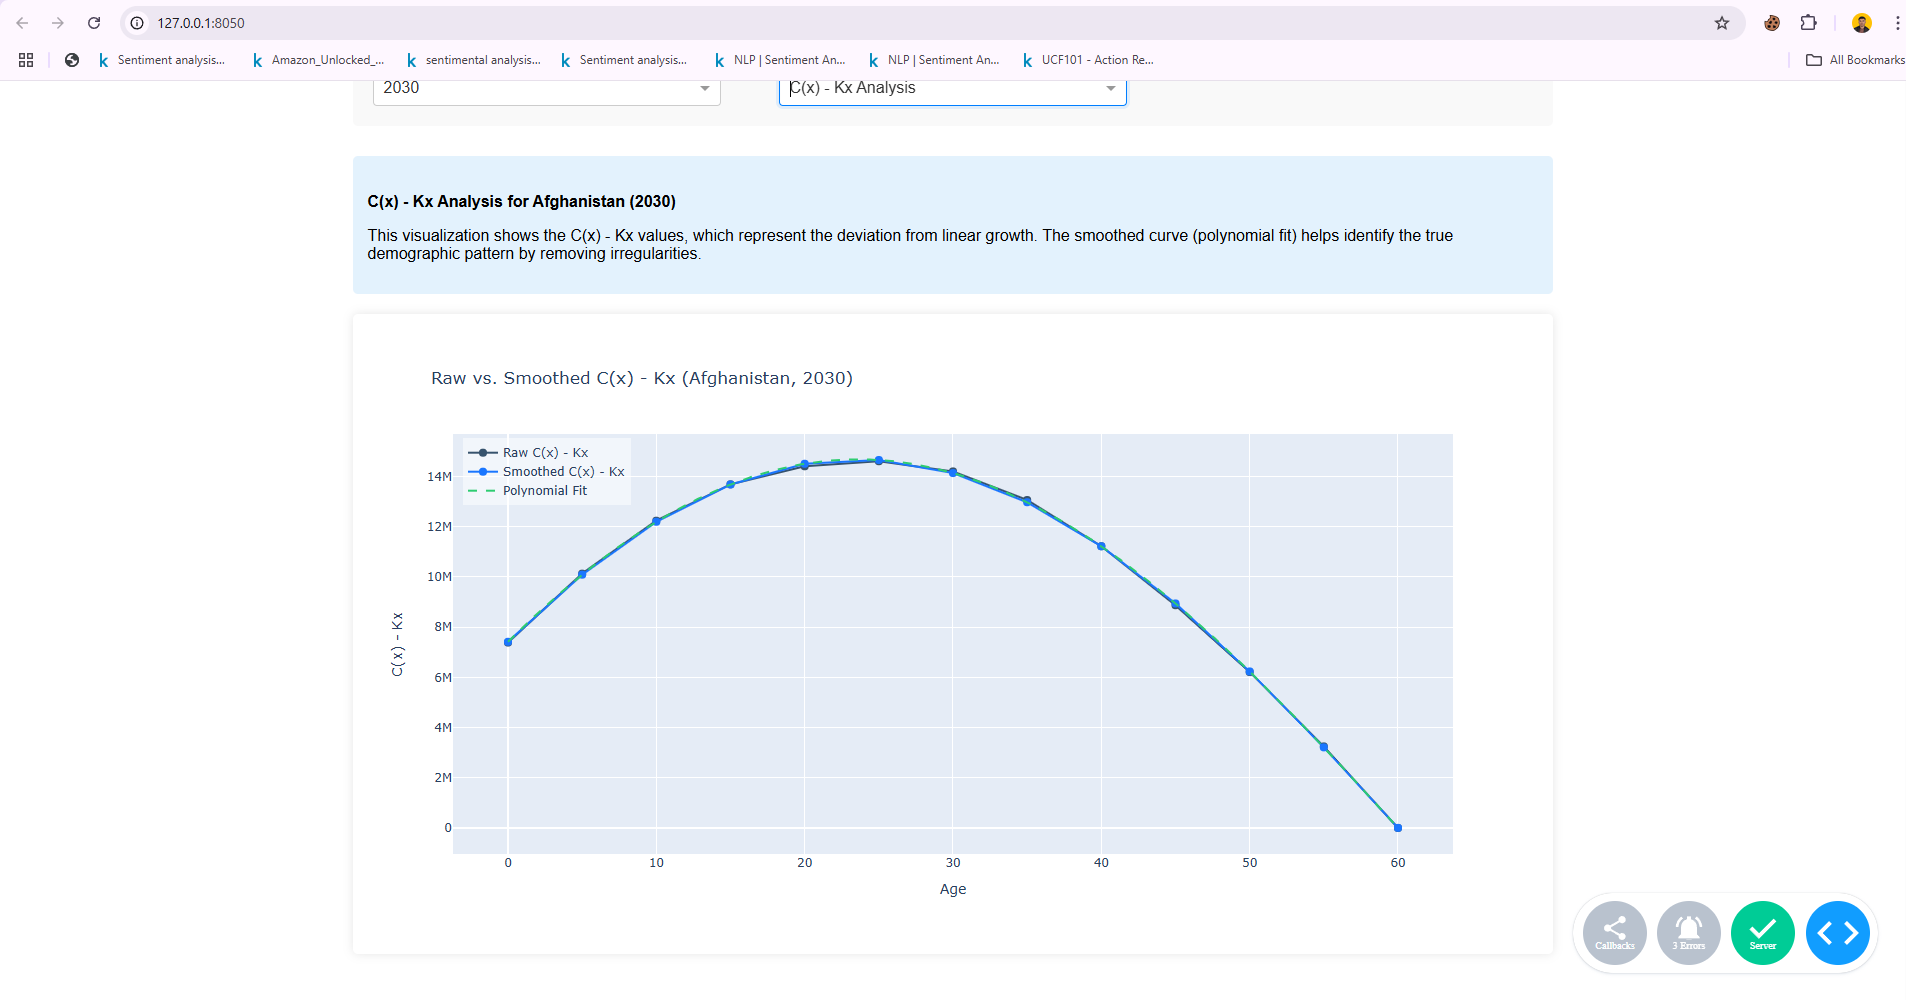 127.0.0.1:8050
Sentiment analysis...
Amazon_Unlocked_...
sentimental analysis...
Sentiment analysis...
NLP | Sentiment An...
NLP | Sentiment An...
UCF101 - Action Re...
All Bookmarks
2030
C(x) - Kx Analysis
C(x) - Kx Analysis for Afghanistan (2030)
This visualization shows the C(x) - Kx values, which represent the deviation from linear growth. The smoothed curve (polynomial fit) helps identify the true
demographic pattern by removing irregularities.
Raw vs. Smoothed C(x) - Kx (Afghanistan, 2030)
Raw C(x) - Kx
Smoothed C(x) - Kx
Polynomial Fit
14M
12M
10M
8M
6M
4M
2M
0
C(x) - Kx
0 10 20 30 40 50 60
Age
Callbacks
3 Errors
Server